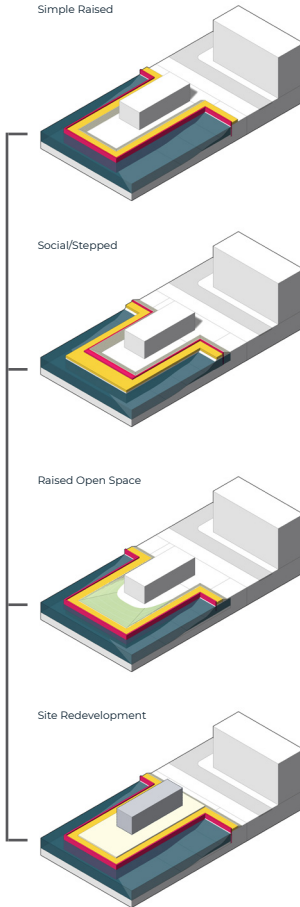 Simple Raised
Social/Stepped
Raised Open Space
Site Redevelopment